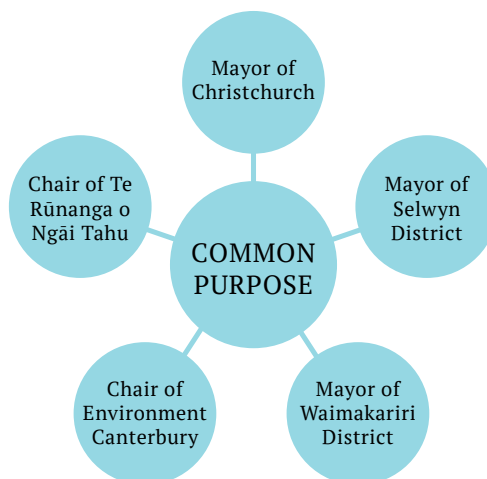 Mayor of
Christchurch
Chair of Te
Rūnanga o
Ngāi Tahu
Mayor of
Selwyn
District
COMMON
PURPOSE
Chair of
Environment
Canterbury
Mayor of
Waimakariri
District